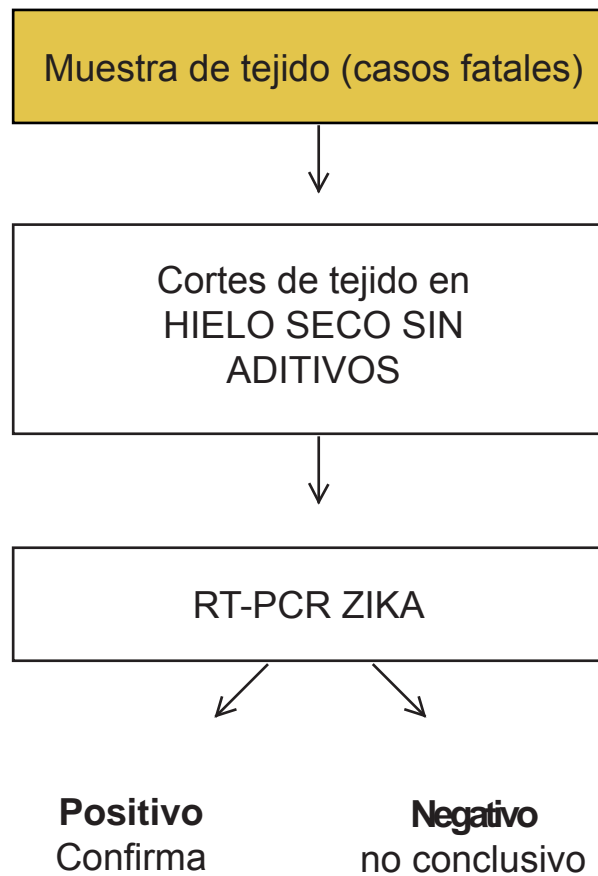 Muestra de tejido (casos fatales)
Cortes de tejido en
HIELO SECO SIN
ADITIVOS
RT-PCR ZIKA
Positivo
Confirma
Negativo
no conclusivo